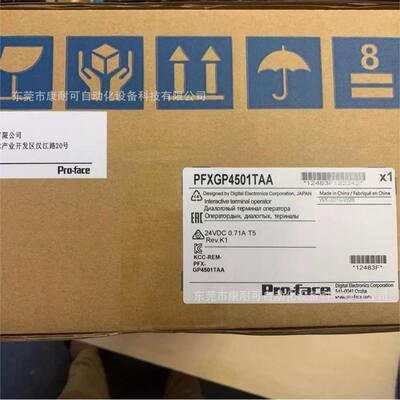 8
东莞市康耐可自动化设备科技有限公司
有限公司
术产业开发区汉江路20号
Pro-face
PFXGP4501TAA
x1
Designed by Digital Electronics Corporation, JAPAN
Made in China / Fabriqué en Chine
Interactive terminal operator
Диалоговый терминал оператора
24VDC 0.71A T5
Rev.K1
KCC-REM-
PFX-
GP4501TAA
*12483F*
Pro-face
Digital Electronics Corporation
东莞市康耐可自动化设备科技有限公司